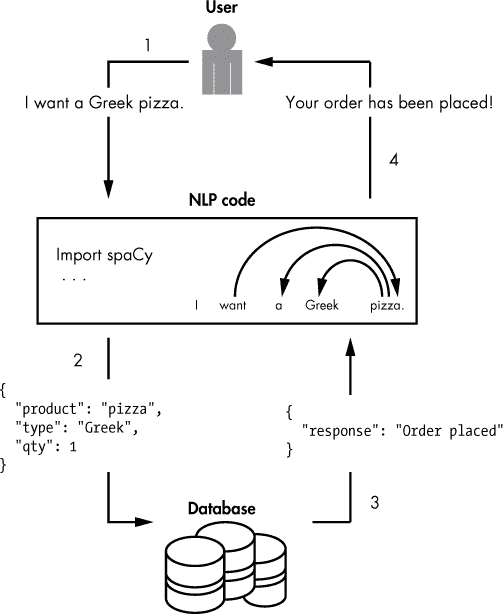 User
1
I want a Greek pizza.
Your order has been placed!
4
NLP code
Import spaCy
. . .
I want a Greek pizza.
2
{
"product": "pizza",
"type": "Greek",
"qty": 1
}
{
"response": "Order placed"
}
3
Database